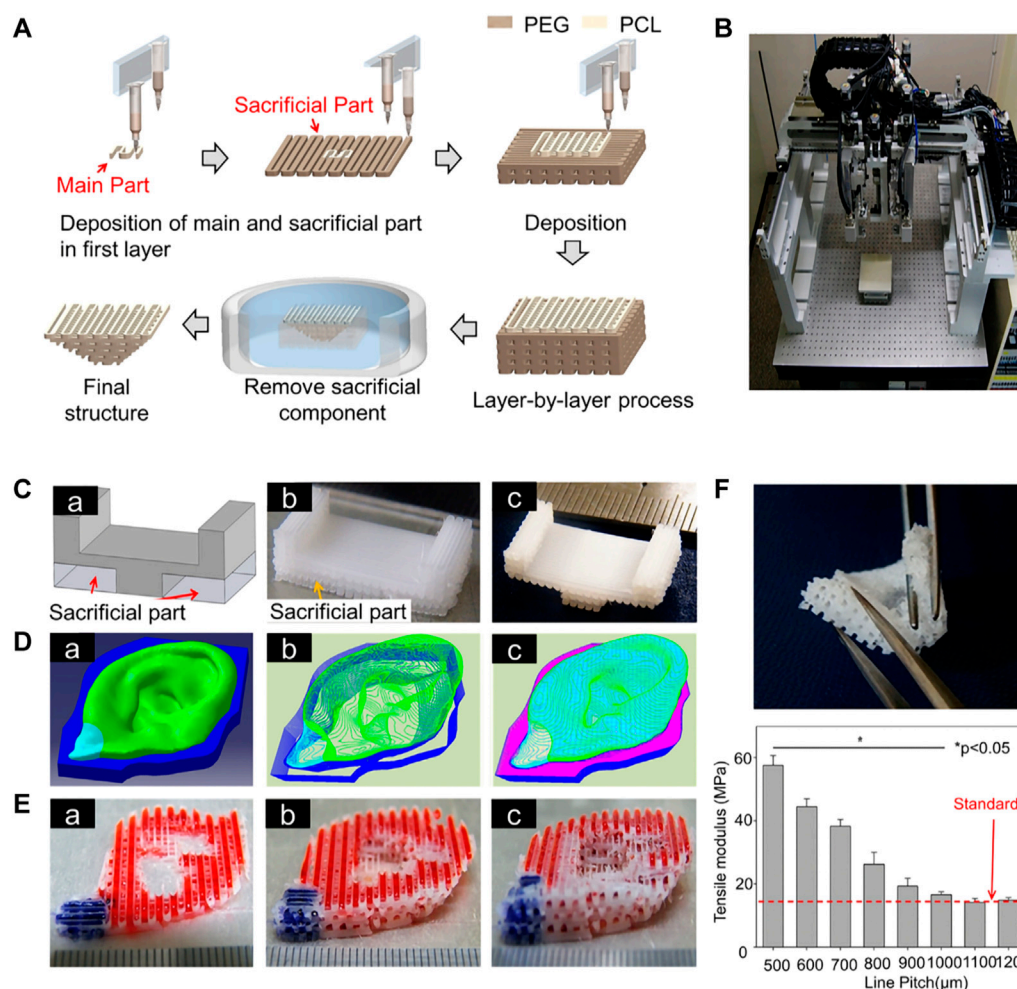 A
PEG PCL
B
Sacrificial Part
Main Part
Deposition of main and sacrificial part
in first layer
Deposition
Final
structure
Remove sacrificial
component
Layer-by-layer process
C
a
b
c
F
Sacrificial part
Sacrificial part
D
a
b
c
E
a
b
c
*
*p<0.05
Standard
Tensile modulus (MPa)
60
40
20
0
500 600 700 800 900 1000 1100 120
Line Pitch(µm)